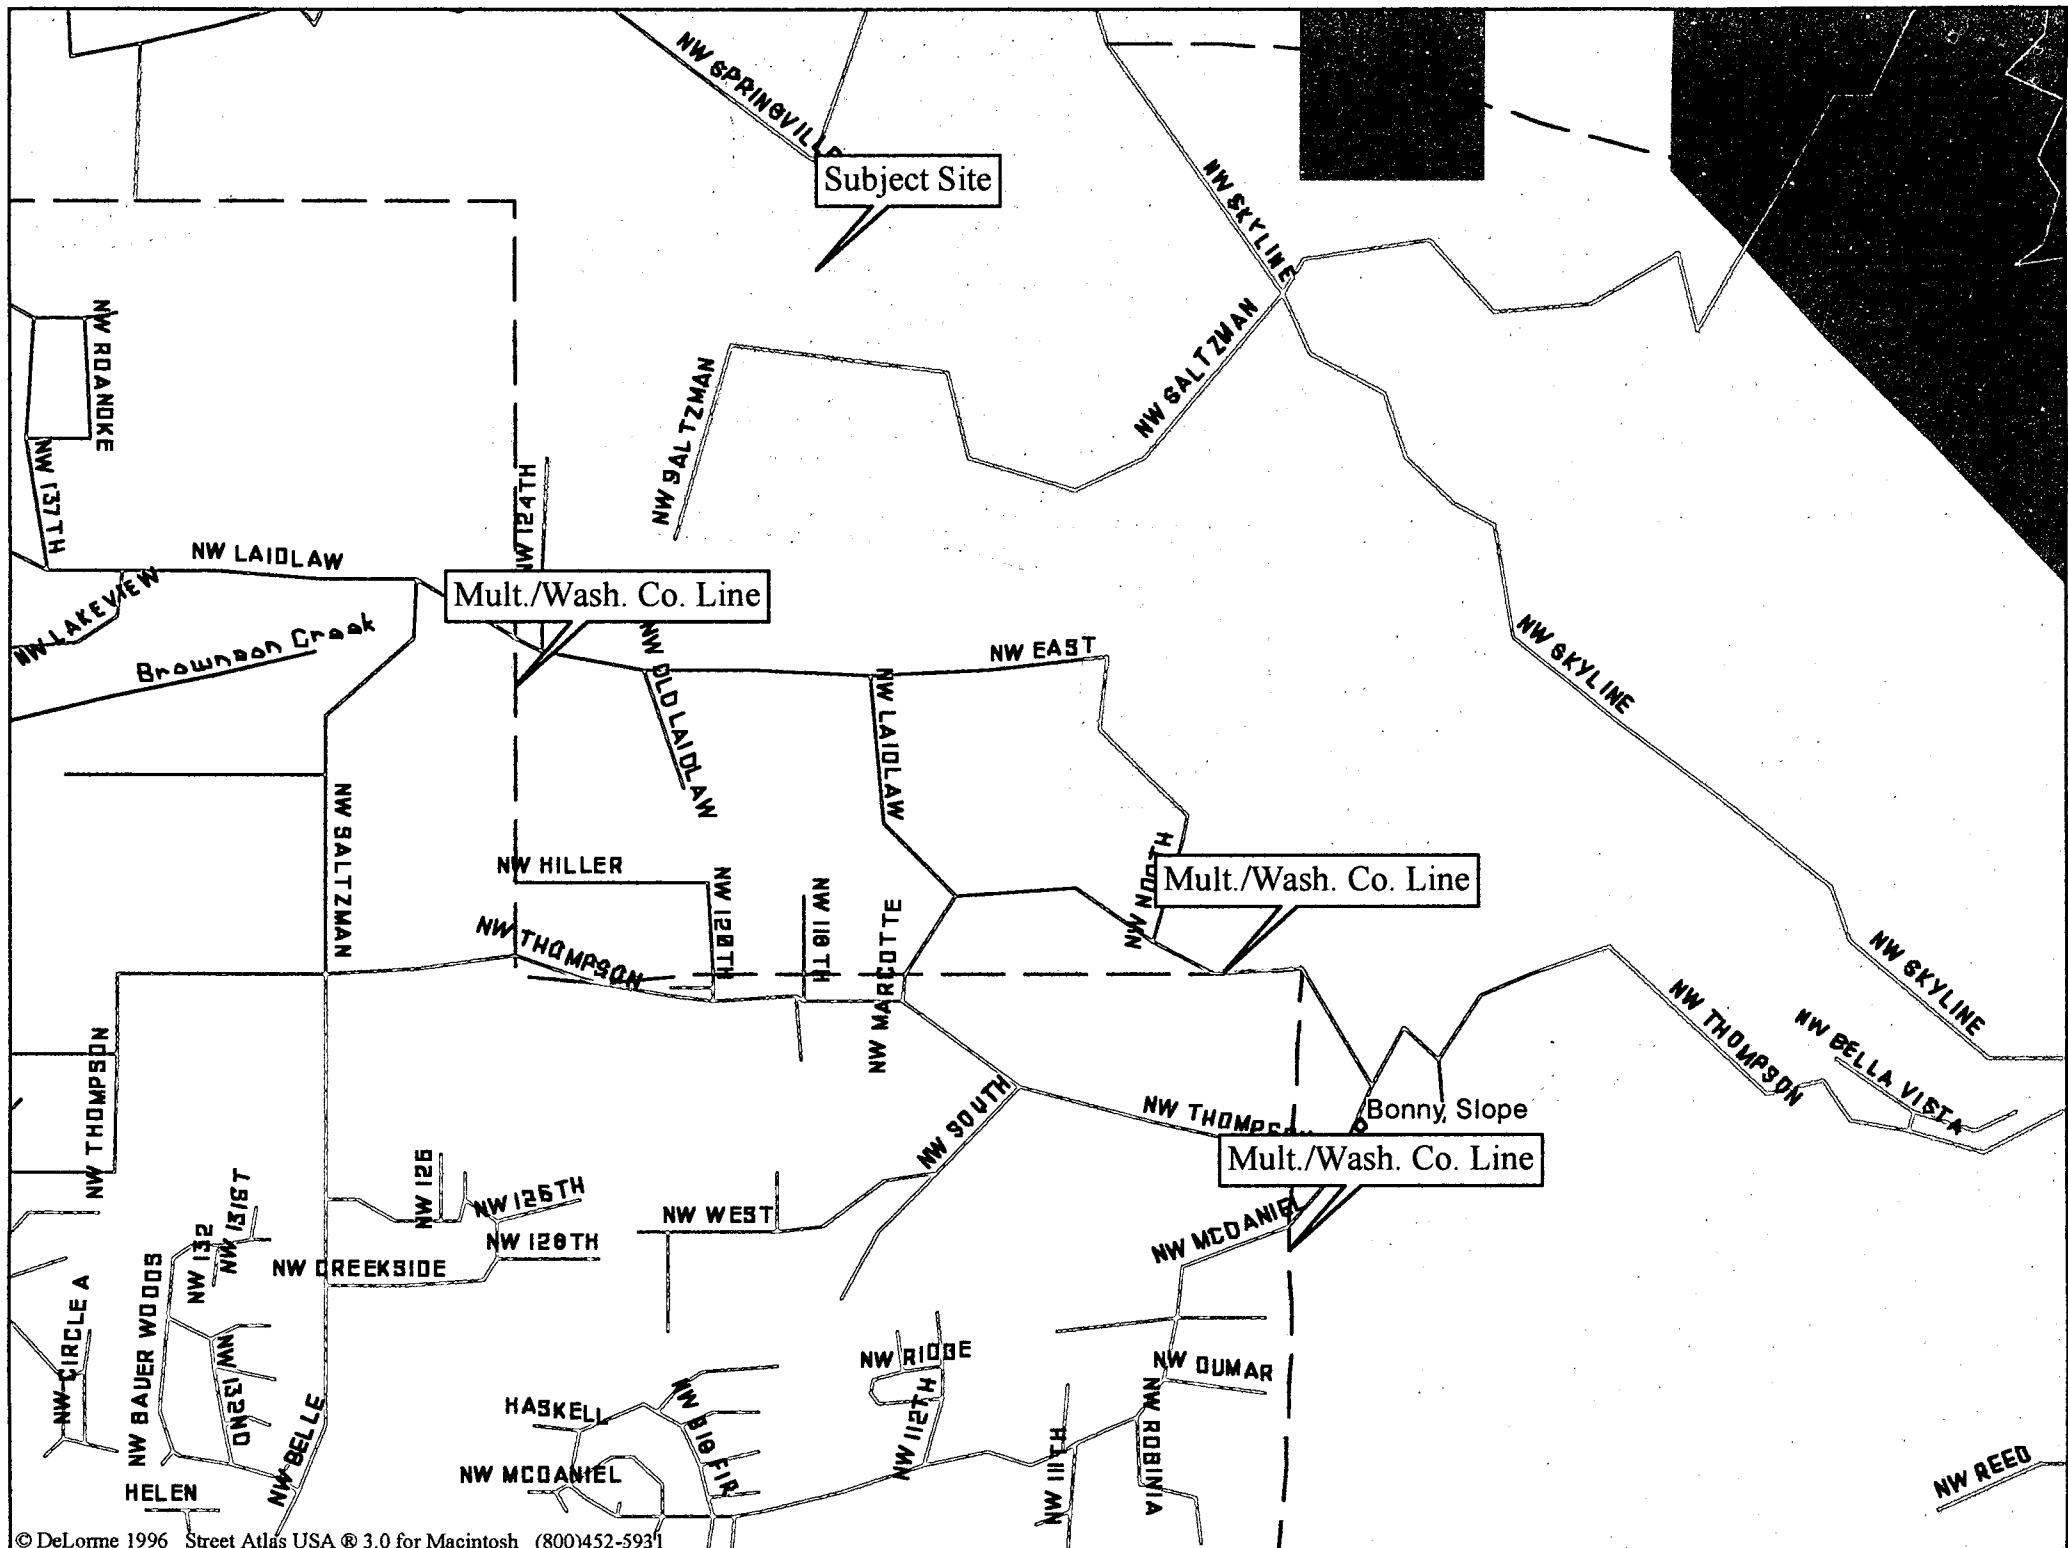 NW SPRINGVILLE
Subject Site
NW SKYLINE
NW SALTZMAN
NW ROANOKE
NW SALTZMAN
NW 137TH
NW 124TH
NW LAIDLAW
Mult./Wash. Co. Line
NW LAKEVIEW
Brownson Creek
NW OLD LAIDLAW
NW EAST
NW SKYLINE
NW LAIDLAW
NW SALTZMAN
NW HILLER
NW NORTH
Mult./Wash. Co. Line
NW 120TH
NW 118TH
NW MARCOTTE
NW THOMPSON
NW SKYLINE
NW THOMPSON
NW BELLA VISTA
NW THOMPSON
NW SOUTH
NW THOMPSON
Bonny Slope
Mult./Wash. Co. Line
NW 131ST
NW 132
NW 126
NW 126TH
NW WEST
NW MCDANIEL
NW 128TH
NW CREEKSIDE
NW CIRCLE A
NW BAUER WOODS
NW 132ND
NW RIDGE
NW DUMAR
NW BELLE
HASKELL
NW BIG FIR
NW 112TH
NW 111TH
NW ROBINIA
NW MCDANIEL
HELEN
NW REED
© DeLorme 1996 Street Atlas USA ® 3.0 for Macintosh (800)452-5931